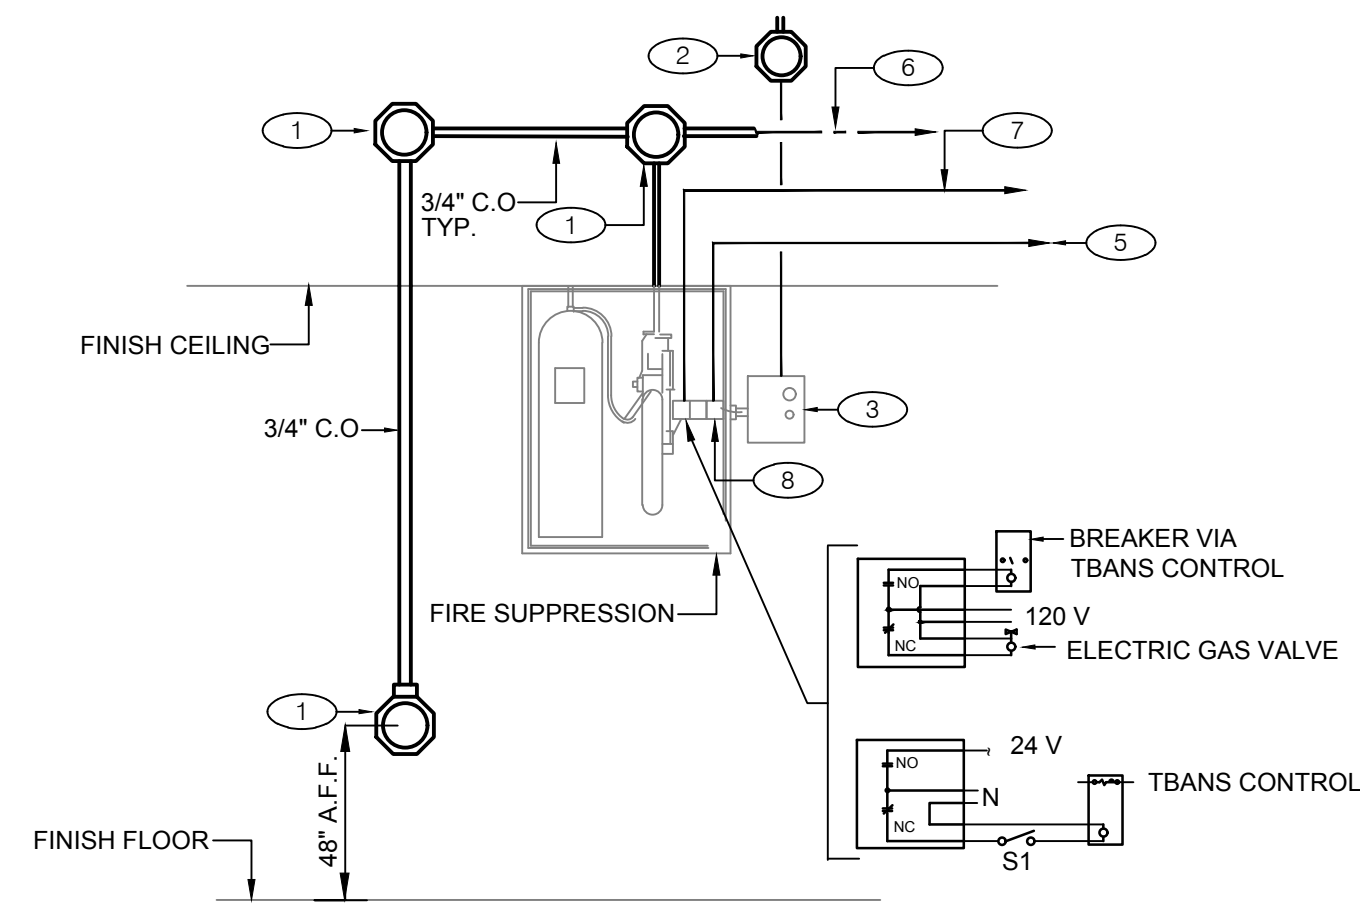 2
6
1
7
3/4" C.O
TYP.
1
5
FINISH CEILING
3
3/4" C.O
8
BREAKER VIA
TBANS CONTROL
NO
FIRE SUPPRESSION
120 V
NC
ELECTRIC GAS VALVE
1
24 V
NO
TBANS CONTROL
N
48" A.F.F.
NC
FINISH FLOOR
S1